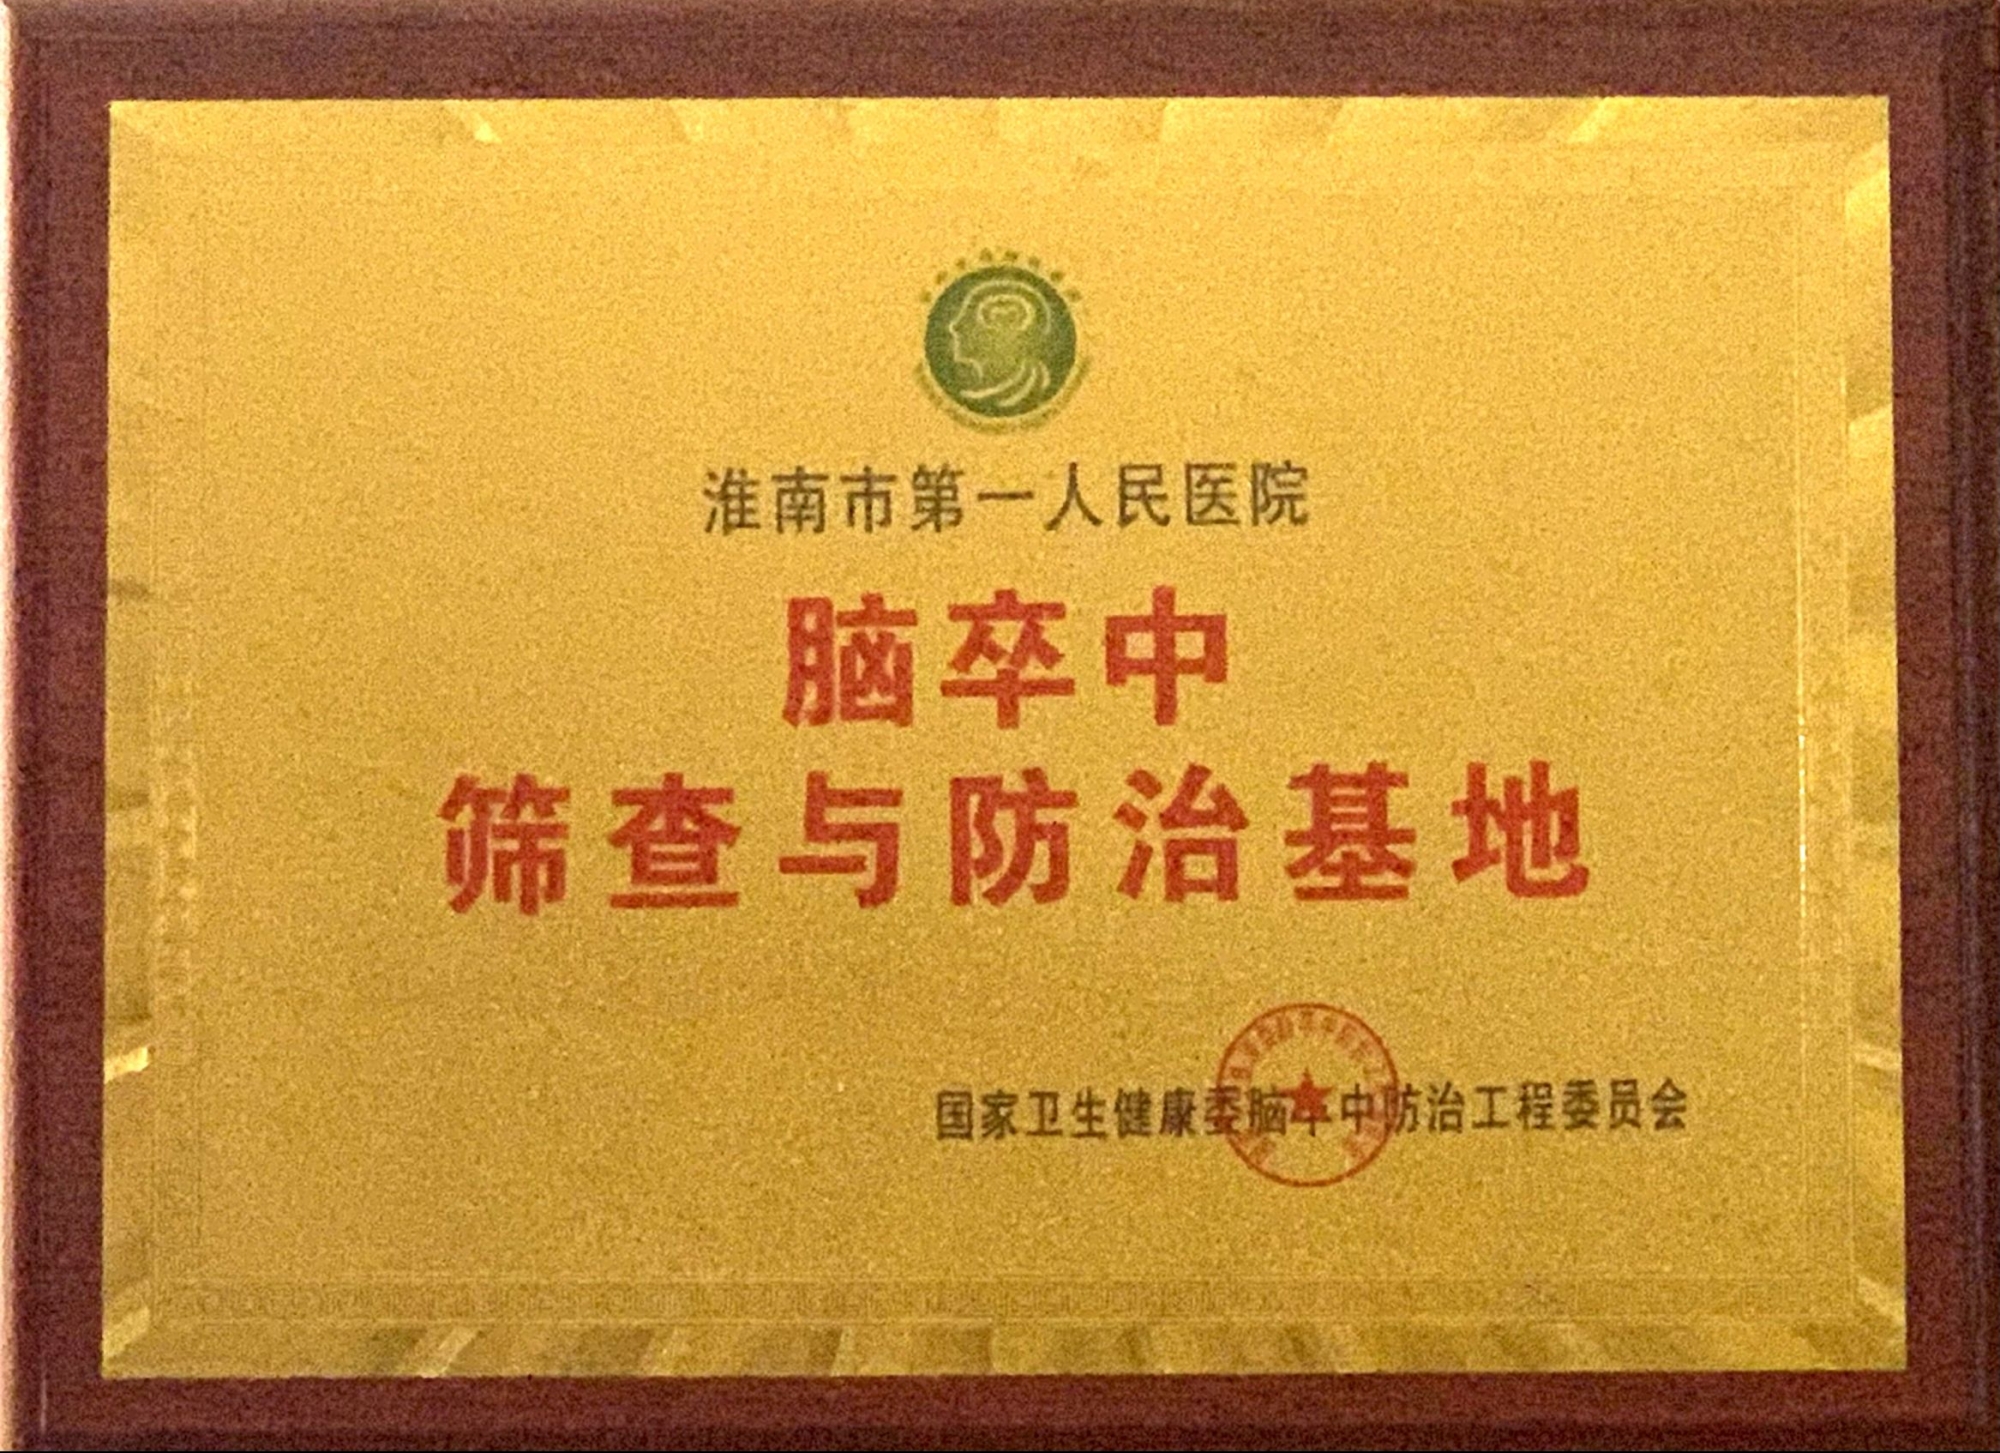 淮南市第一人民医院
脑卒中
筛查与防治基地
国家卫生健康委脑卒中防治工程委员会